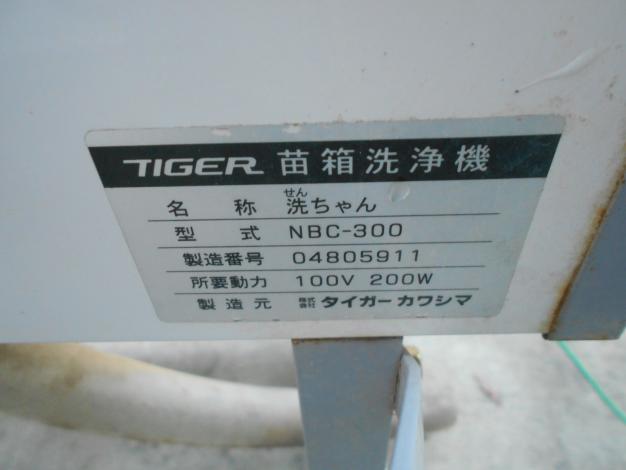 TIGER 苗箱洗浄機
せん
名称 洗ちゃん
型式 NBC-300
製造番号 04805911
所要動力 100V 200W
製造元 株式会社 タイガーカワシマ